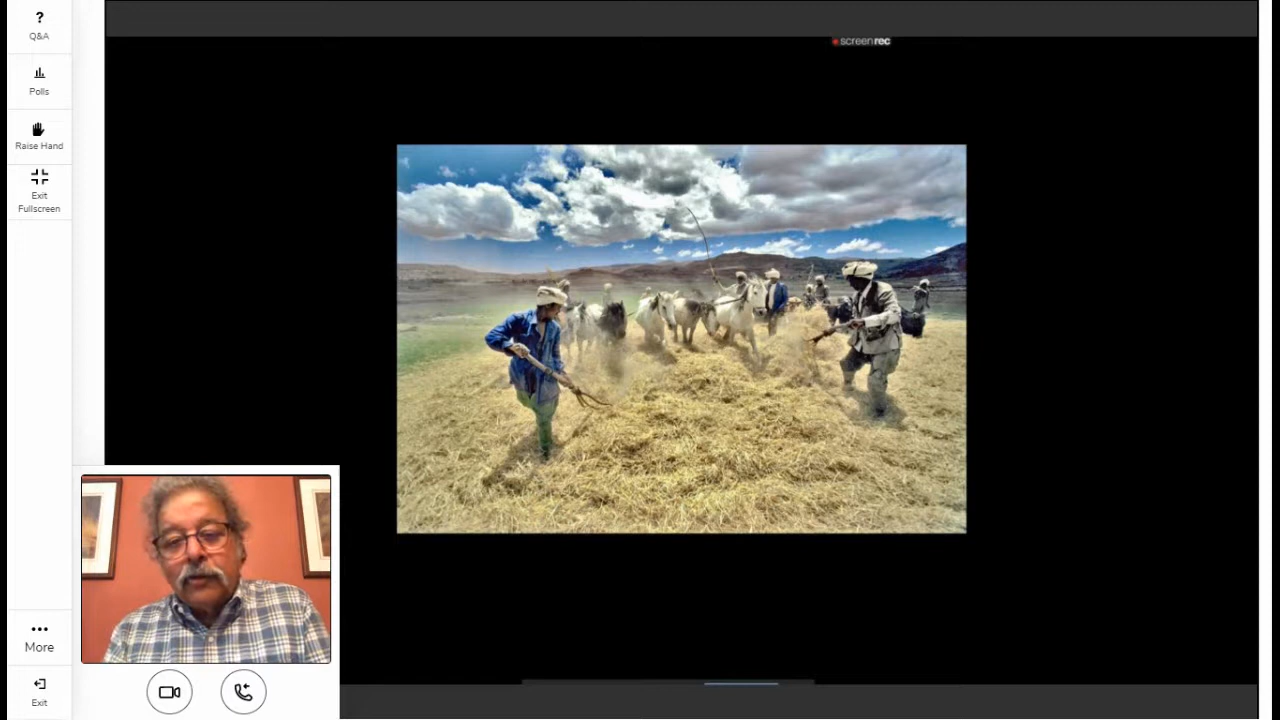 ?
Q&A
Polls
Raise Hand
Exit
Fullscreen
More
Exit
screenrec